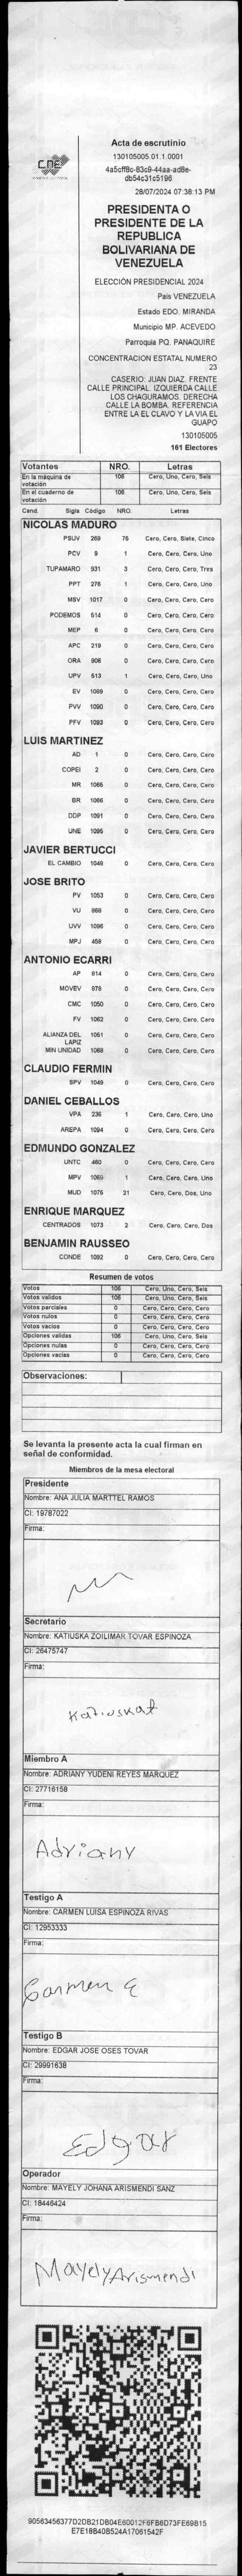 CNE
Acta de escrutinio
130105005.01.1.0001
4a5cff8c-83c9-44aa-ad8e-
db54c31c5196
28/07/2024 07:38:13 PM
PRESIDENTA O
PRESIDENTE DE LA
REPUBLICA
BOLIVARIANA DE
VENEZUELA
ELECCIÓN PRESIDENCIAL 2024
País VENEZUELA
Estado EDO. MIRANDA
Municipio MP. ACEVEDO
Parroquia PQ. PANAQUIRE
CONCENTRACION ESTATAL NUMERO
23
CASERIO: JUAN DIAZ. FRENTE
CALLE PRINCIPAL. IZQUIERDA CALLE
LOS CHAGURAMOS. DERECHA
CALLE LA BOMBA. REFERENCIA
ENTRE LA EL CLAVO Y LA VIA EL
GUAPO
130105005
161 Electores
Votantes NRO. Letras
En la máquina de votación 106 Cero, Uno, Cero, Seis
En el cuaderno de votación 106 Cero, Uno, Cero, Seis
Cand. Sigla Código NRO. Letras
NICOLAS MADURO
PSUV 269 75 Cero, Cero, Siete, Cinco
PCV 9 1 Cero, Cero, Cero, Uno
TUPAMARO 931 3 Cero, Cero, Cero, Tres
PPT 276 1 Cero, Cero, Cero, Uno
MSV 1017 0 Cero, Cero, Cero, Cero
PODEMOS 514 0 Cero, Cero, Cero, Cero
MEP 6 0 Cero, Cero, Cero, Cero
APC 219 0 Cero, Cero, Cero, Cero
ORA 906 0 Cero, Cero, Cero, Cero
UPV 513 1 Cero, Cero, Cero, Uno
EV 1089 0 Cero, Cero, Cero, Cero
PVV 1090 0 Cero, Cero, Cero, Cero
PFV 1093 0 Cero, Cero, Cero, Cero
LUIS MARTINEZ
AD 1 0 Cero, Cero, Cero, Cero
COPEI 2 0 Cero, Cero, Cero, Cero
MR 1066 0 Cero, Cero, Cero, Cero
BR 1086 0 Cero, Cero, Cero, Cero
DDP 1091 0 Cero, Cero, Cero, Cero
UNE 1095 0 Cero, Cero, Cero, Cero
JAVIER BERTUCCI
EL CAMBIO 1048 0 Cero, Cero, Cero, Cero
JOSE BRITO
PV 1053 0 Cero, Cero, Cero, Cero
VU 868 0 Cero, Cero, Cero, Cero
UVV 1096 0 Cero, Cero, Cero, Cero
MPJ 458 0 Cero, Cero, Cero, Cero
ANTONIO ECARRI
AP 814 0 Cero, Cero, Cero, Cero
MOVEV 978 0 Cero, Cero, Cero, Cero
CMC 1050 0 Cero, Cero, Cero, Cero
FV 1062 0 Cero, Cero, Cero, Cero
ALIANZA DEL LAPIZ 1051 0 Cero, Cero, Cero, Cero
MIN UNIDAD 1068 0 Cero, Cero, Cero, Cero
CLAUDIO FERMIN
SPV 1049 0 Cero, Cero, Cero, Cero
DANIEL CEBALLOS
VPA 236 1 Cero, Cero, Cero, Uno
AREPA 1094 0 Cero, Cero, Cero, Cero
EDMUNDO GONZALEZ
UNTC 460 0 Cero, Cero, Cero, Cero
MPV 1069 1 Cero, Cero, Cero, Uno
MUD 1075 21 Cero, Cero, Dos, Uno
ENRIQUE MARQUEZ
CENTRADOS 1073 2 Cero, Cero, Cero, Dos
BENJAMIN RAUSSEO
CONDE 1092 0 Cero, Cero, Cero, Cero
Resumen de votos
Votos 106 Cero, Uno, Cero, Seis
Votos validos 106 Cero, Uno, Cero, Seis
Votos parciales 0 Cero, Cero, Cero, Cero
Votos nulos 0 Cero, Cero, Cero, Cero
Votos vacios 0 Cero, Cero, Cero, Cero
Opciones validas 106 Cero, Uno, Cero, Seis
Opciones nulas 0 Cero, Cero, Cero, Cero
Opciones vacias 0 Cero, Cero, Cero, Cero
Observaciones:
Se levanta la presente acta la cual firman en
señal de conformidad.
Miembros de la mesa electoral
Presidente
Nombre: ANA JULIA MARTTEL RAMOS
CI: 19787022
Firma:
Secretario
Nombre: KATIUSKA ZOILIMAR TOVAR ESPINOZA
CI: 26475747
Firma:
Katiuskat
Miembro A
Nombre: ADRIANY YUDENI REYES MARQUEZ
CI: 27716158
Firma:
Adriany
Testigo A
Nombre: CARMEN LUISA ESPINOZA RIVAS
CI: 12953333
Firma:
Carmen E
Testigo B
Nombre: EDGAR JOSE OSES TOVAR
CI: 29991638
Firma:
Edgar
Operador
Nombre: MAYELY JOHANA ARISMENDI SANZ
CI: 18446424
Firma:
Mayely Arismendi
90563456377D2DB21DB04E60012F6FB6D73FE69B15
E7E18B40B524A17061542F